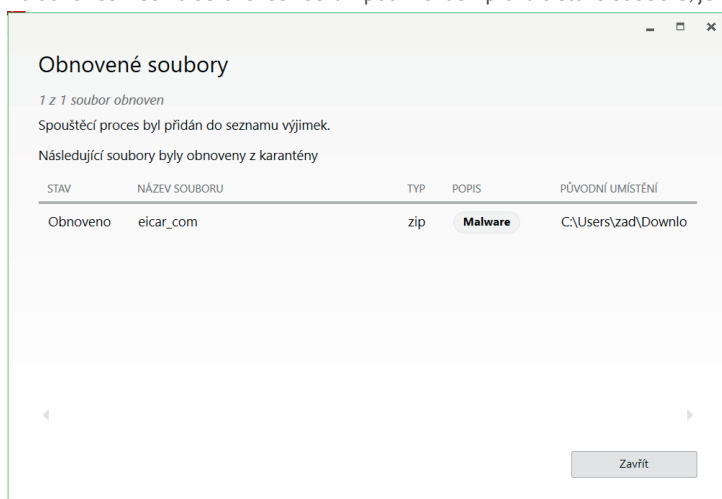 Obnovené soubory
1 z 1 soubor obnoven
Spouštěcí proces byl přidán do seznamu výjimek.
Následující soubory byly obnoveny z karantény
STAV NÁZEV SOUBORU TYP POPIS PŮVODNÍ UMÍSTĚNÍ
Obnoveno eicar_com zip Malware C:\Users\zad\Downlo
Zavřít